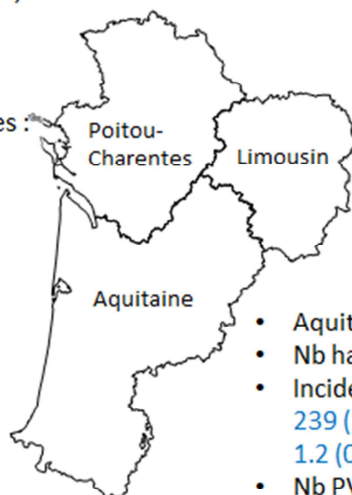 es :
Poitou-
Charentes
Limousin
Aquitaine
• Aquit
• Nb ha
• Incide
239 (
1.2 (0
• Nb PV